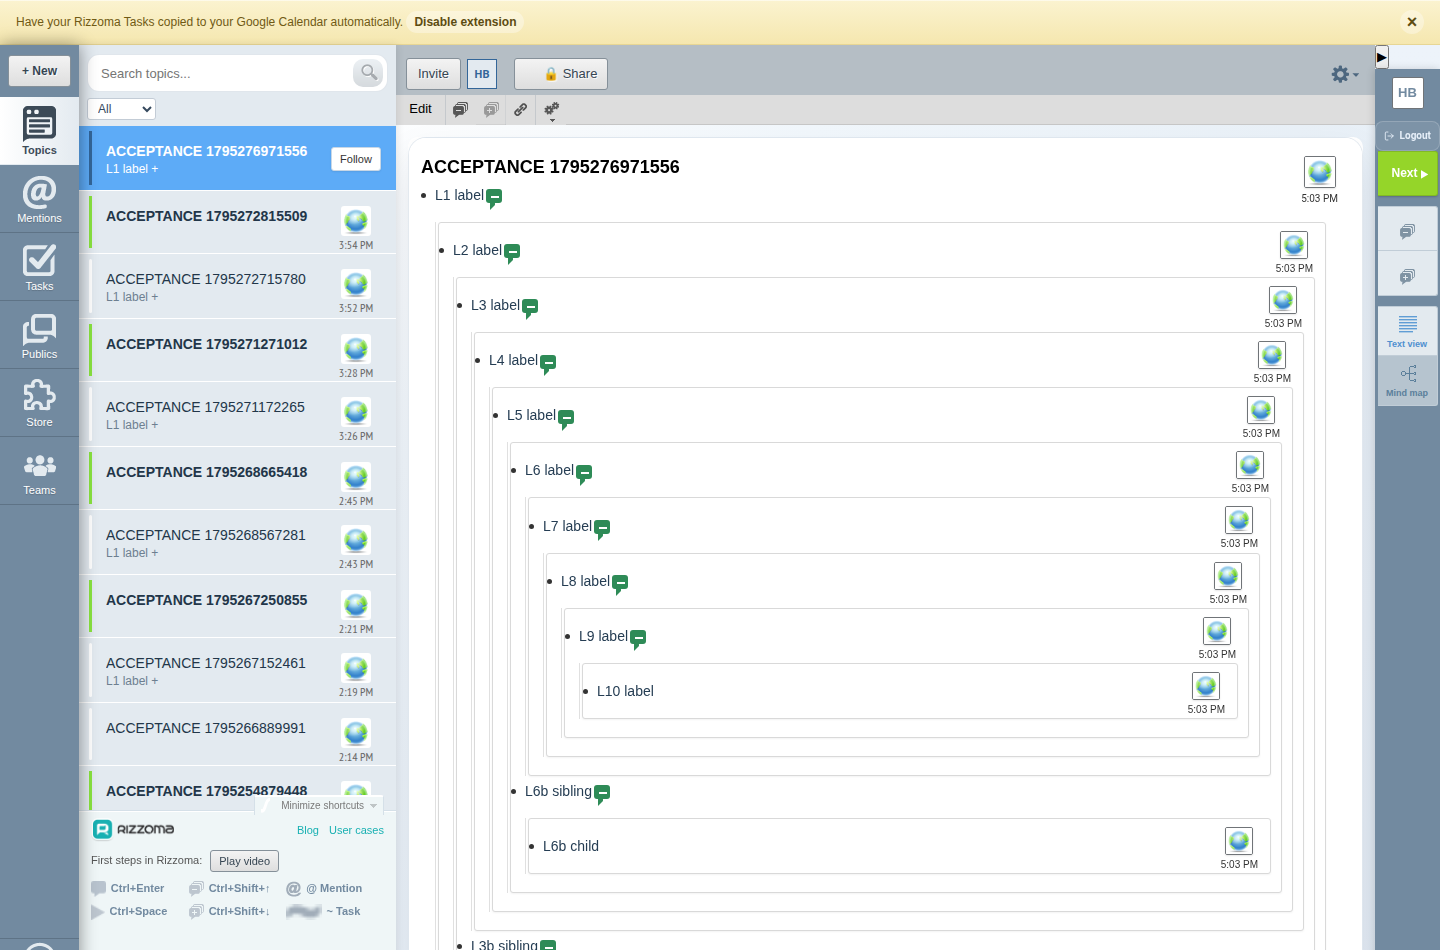 Have your Rizzoma Tasks copied to your Google Calendar automatically. Disable extension ✕
+ New
Topics
Mentions
Tasks
Publics
Store
Teams
Search topics...
All
ACCEPTANCE 1795276971556
L1 label +
Follow
ACCEPTANCE 1795272815509
3:54 PM
ACCEPTANCE 1795272715780
L1 label +
3:52 PM
ACCEPTANCE 1795271271012
3:28 PM
ACCEPTANCE 1795271172265
L1 label +
3:26 PM
ACCEPTANCE 1795268665418
2:45 PM
ACCEPTANCE 1795268567281
L1 label +
2:43 PM
ACCEPTANCE 1795267250855
2:21 PM
ACCEPTANCE 1795267152461
L1 label +
2:19 PM
ACCEPTANCE 1795266889991
2:14 PM
ACCEPTANCE 1795254879448
Minimize shortcuts
RIZZOMA
Blog User cases
First steps in Rizzoma: Play video
Ctrl+Enter Ctrl+Shift+↑ @ Mention
Ctrl+Space Ctrl+Shift+↓ ~ Task
Invite HB Share
Edit
ACCEPTANCE 1795276971556
5:03 PM
L1 label
L2 label
5:03 PM
L3 label
5:03 PM
L4 label
5:03 PM
L5 label
5:03 PM
L6 label
5:03 PM
L7 label
5:03 PM
L8 label
5:03 PM
L9 label
5:03 PM
L10 label
5:03 PM
L6b sibling
L6b child
5:03 PM
L3b sibling
HB
Logout
Next ▶
Text view
Mind map